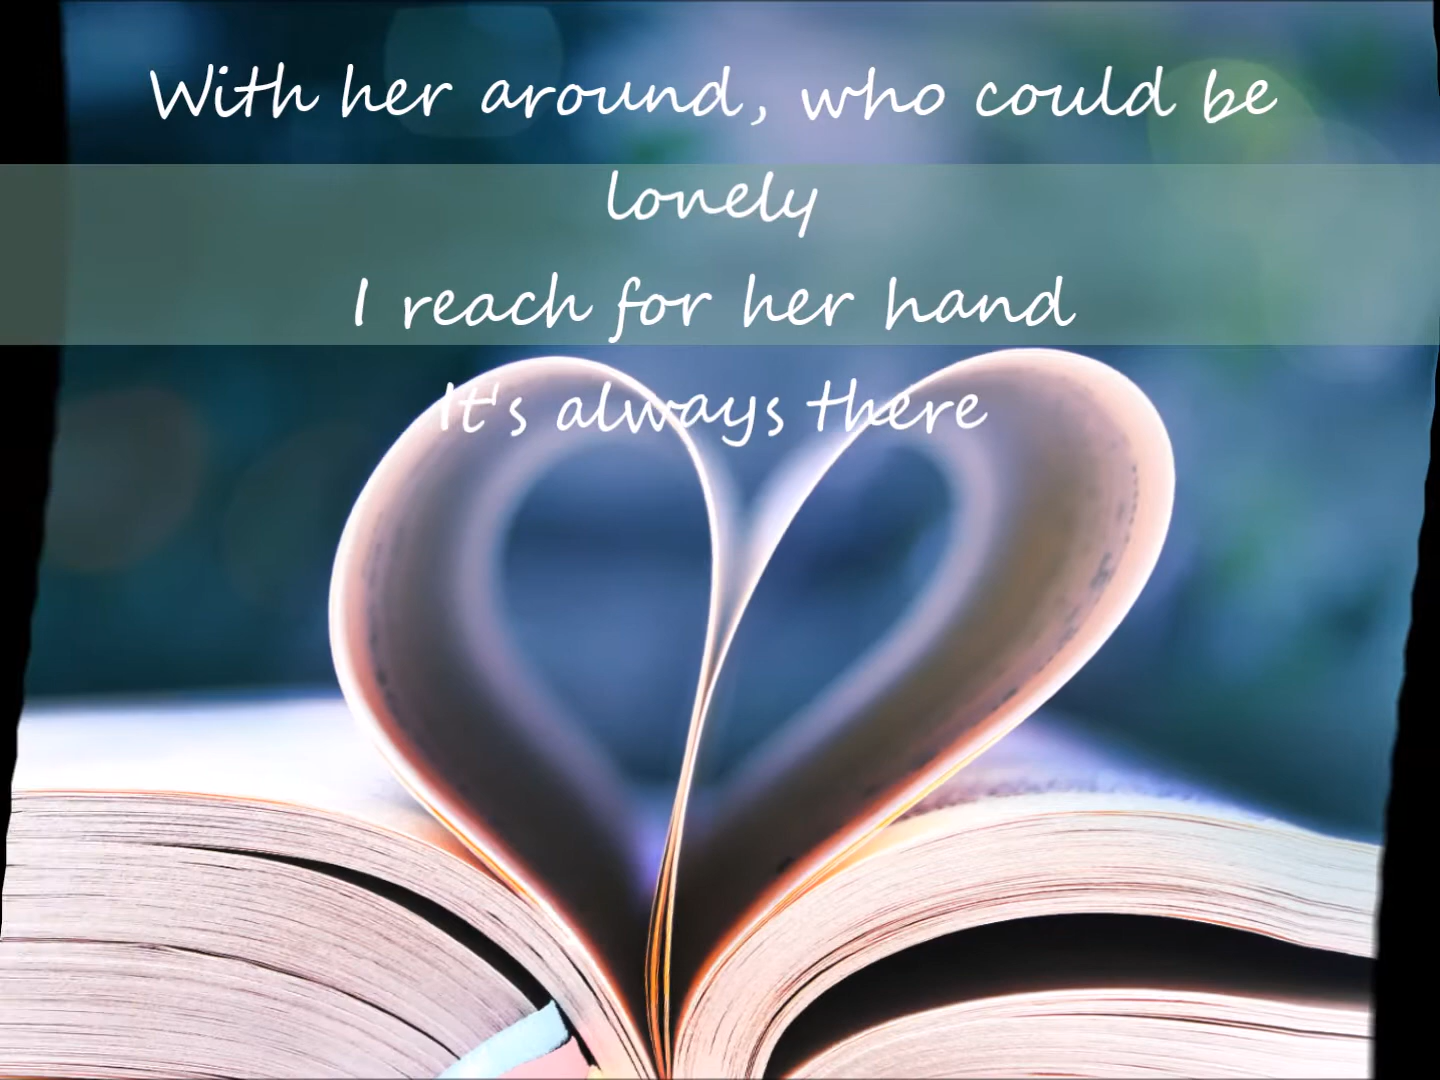 With her around, who could be
lonely
I reach for her hand
It's always there